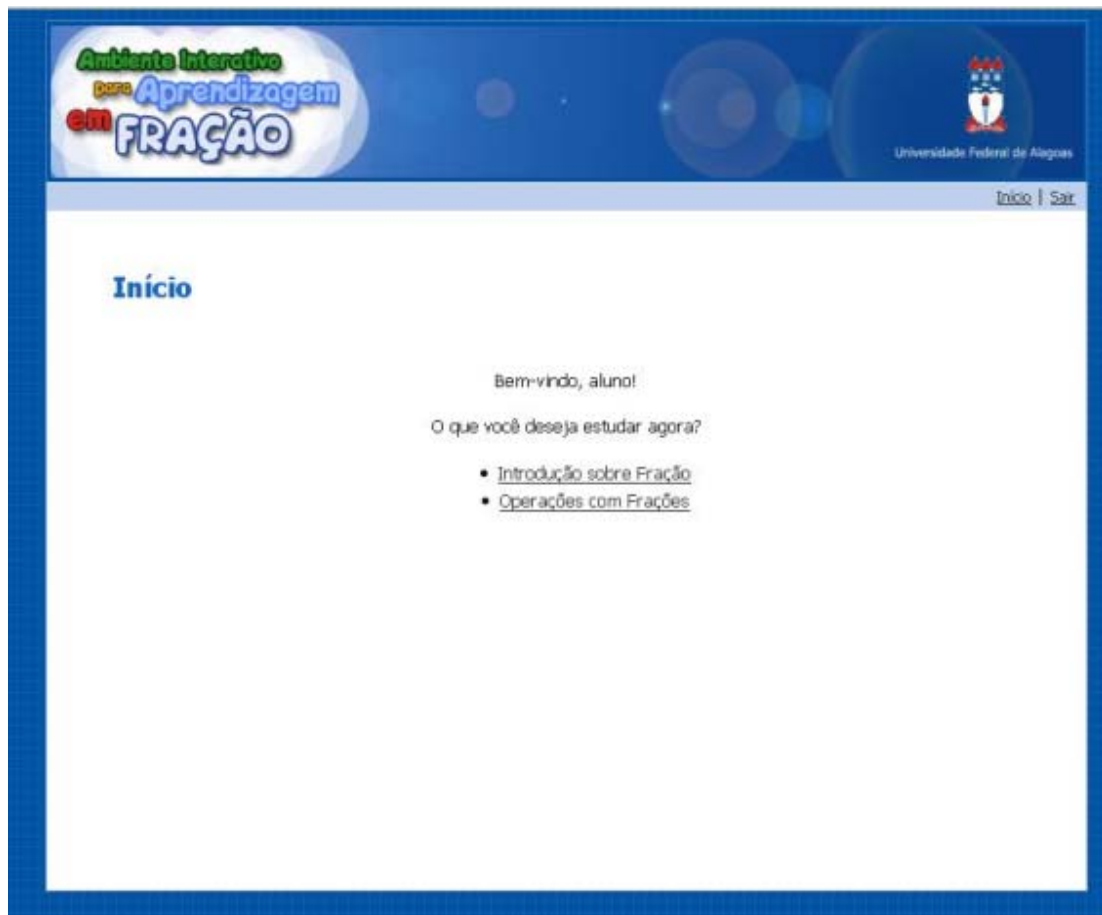 Ambiente Interativo
para Aprendizagem
em FRAÇÃO
Universidade Federal de Alagoas
Início | Sair
Início
Bem-vindo, aluno!
O que você deseja estudar agora?
• Introdução sobre Fração
• Operações com Frações